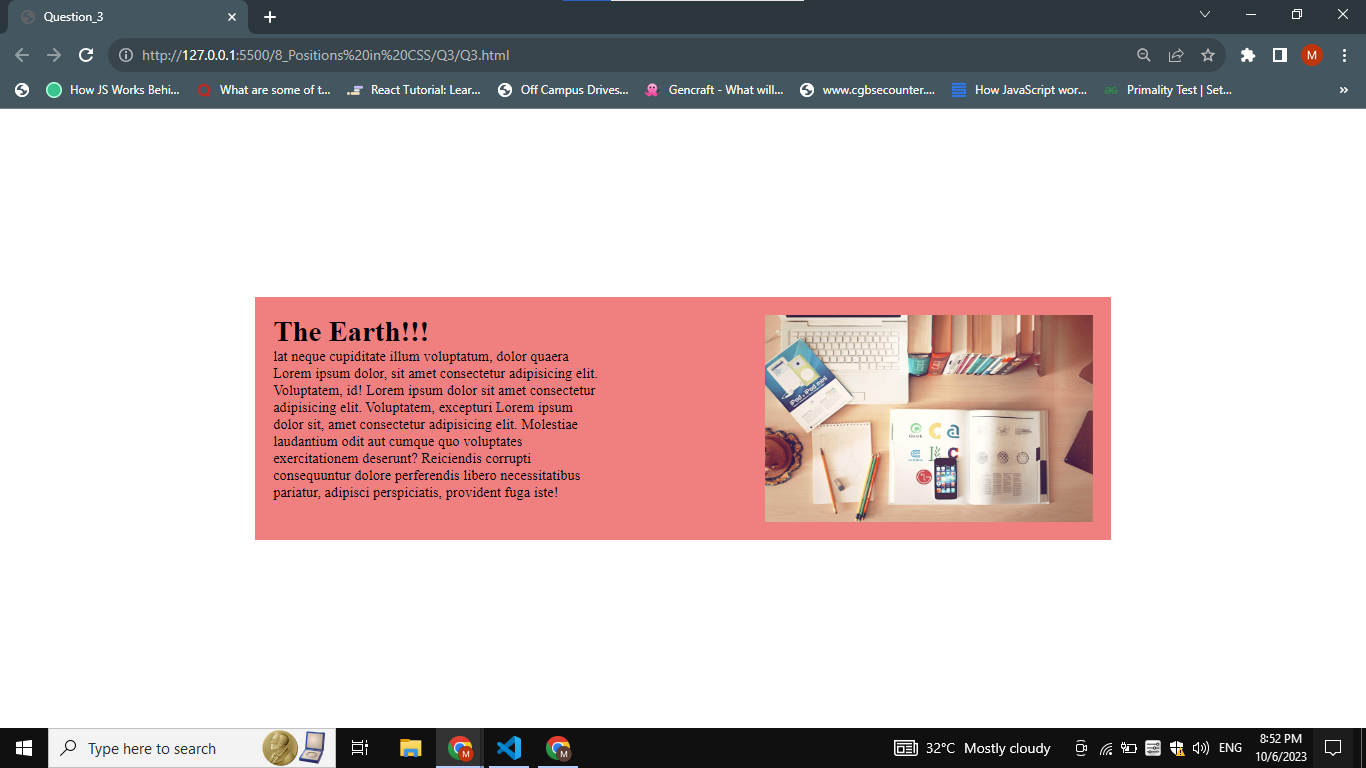 Question_3
http://127.0.0.1:5500/8_Positions%20in%20CSS/Q3/Q3.html
M
How JS Works Behi...
What are some of t...
React Tutorial: Lear...
Off Campus Drives...
Gencraft - What will...
www.cgbsecounter....
How JavaScript wor...
Primality Test | Set...
»
The Earth!!!
lat neque cupiditate illum voluptatum, dolor quaera
Lorem ipsum dolor, sit amet consectetur adipisicing elit.
Voluptatem, id! Lorem ipsum dolor sit amet consectetur
adipisicing elit. Voluptatem, excepturi Lorem ipsum
dolor sit, amet consectetur adipisicing elit. Molestiae
laudantium odit aut cumque quo voluptates
exercitationem deserunt? Reiciendis corrupti
consequuntur dolore perferendis libero necessitatibus
pariatur, adipisci perspiciatis, provident fuga iste!
iPod , iPod mini
C a
LG
Type here to search
M
M
32°C Mostly cloudy
ENG
8:52 PM
10/6/2023